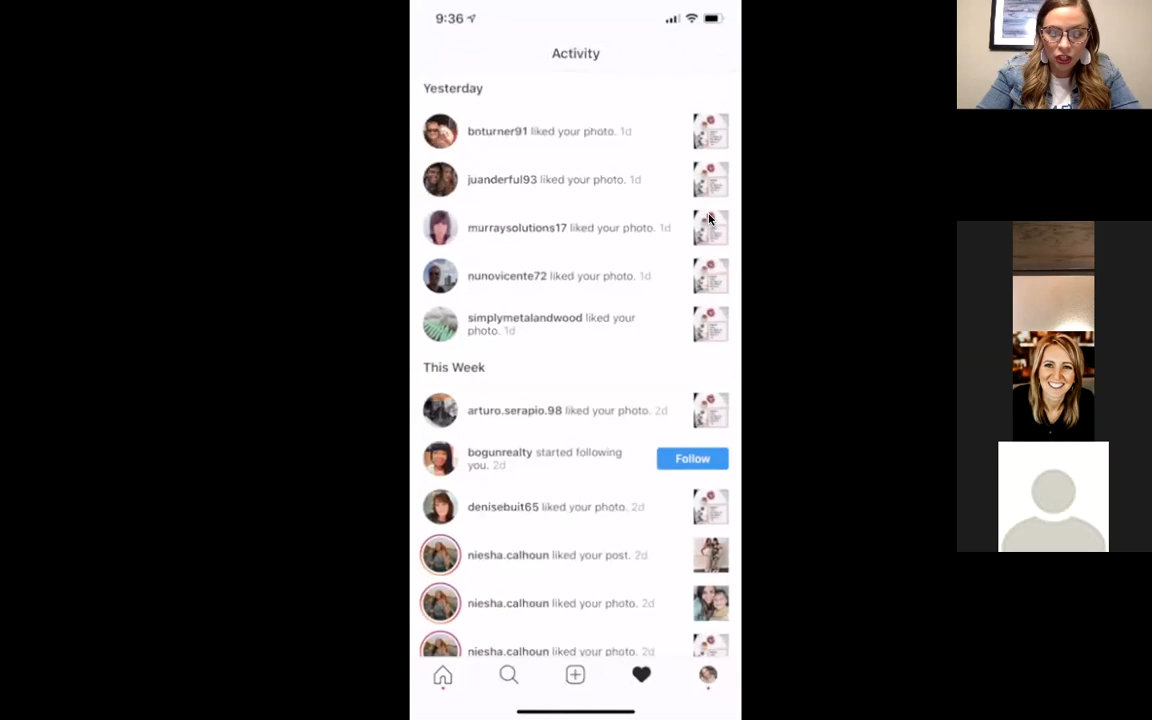 9:36
Activity
Yesterday
bnturner91 liked your photo. 1d
juanderful93 liked your photo. 1d
murraysolutions17 liked your photo. 1d
nunovicente72 liked your photo. 1d
simplymetalandwood liked your
photo. 1d
This Week
arturo.serapio.98 liked your photo. 2d
bogunrealty started following
you. 2d
Follow
denisebuit65 liked your photo. 2d
niesha.calhoun liked your post. 2d
niesha.calhoun liked your photo. 2d
niesha.calhoun liked your photo. 2d